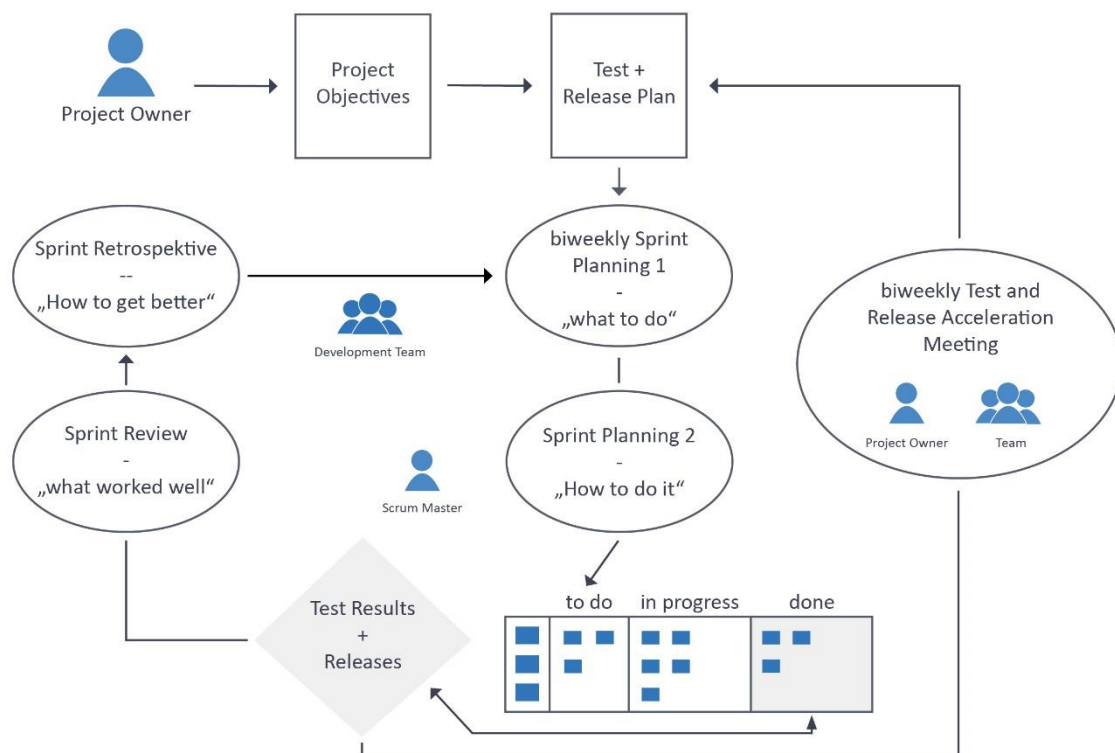 Project Owner
Project
Objectives
Test +
Release Plan
Sprint Retrospektive
--
„How to get better“
biweekly Sprint
Planning 1
-
„what to do“
Development Team
biweekly Test and
Release Acceleration
Meeting
Project Owner
Team
Sprint Review
-
„what worked well“
Scrum Master
Sprint Planning 2
-
„How to do it“
Test Results
+
Releases
to do
in progress
done